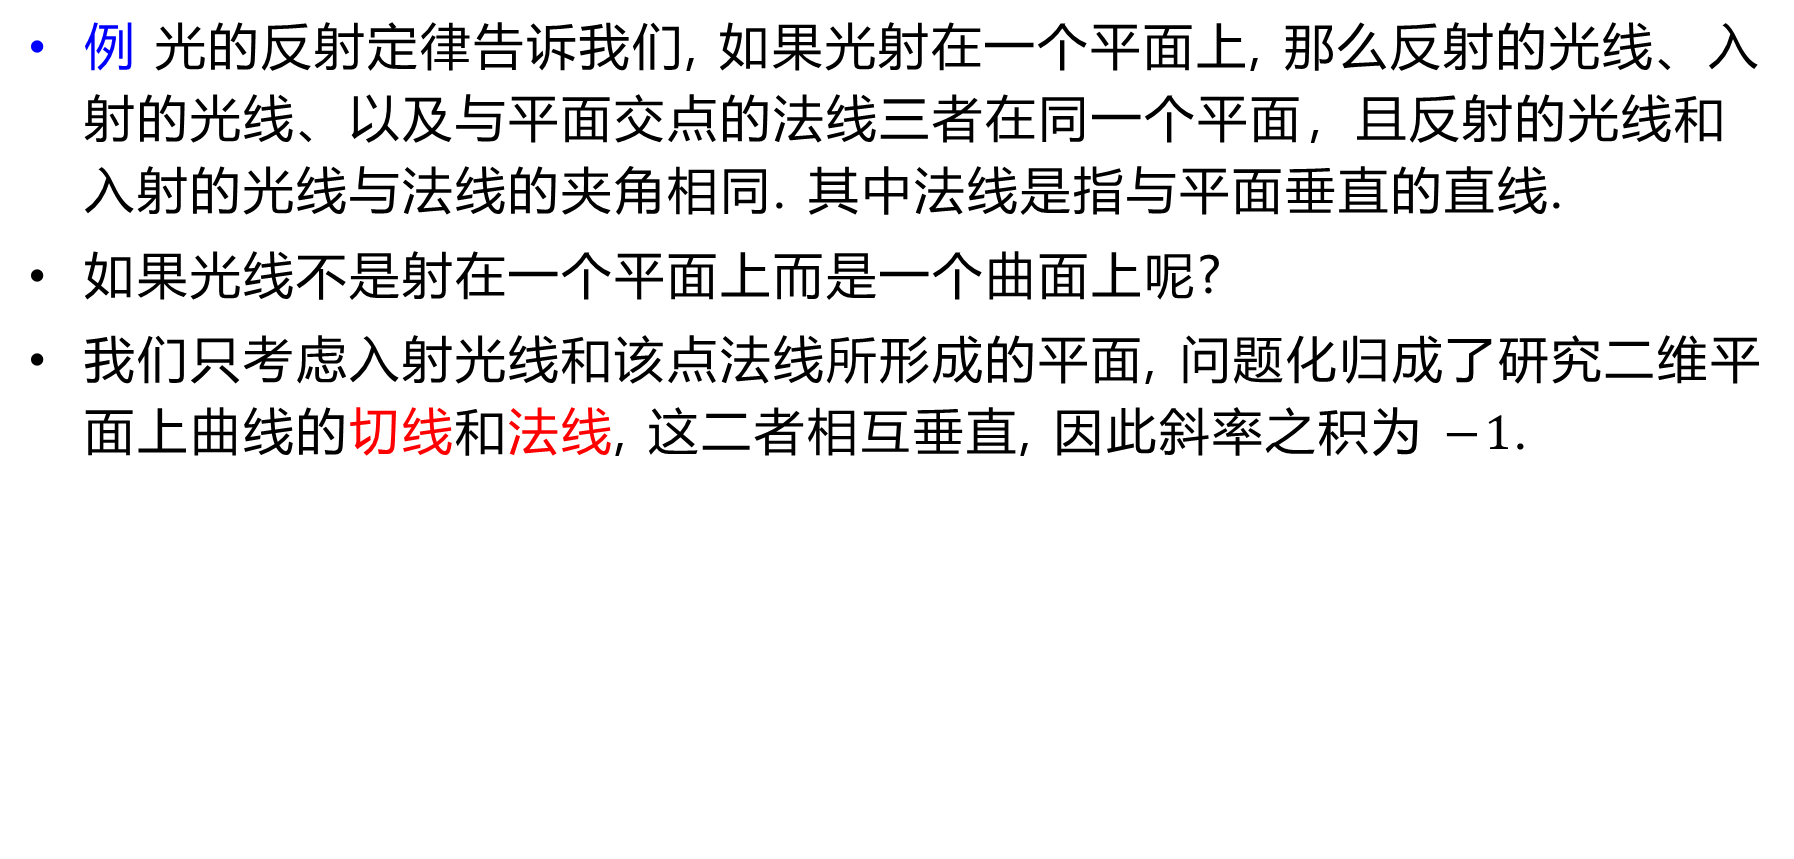 • 例 光的反射定律告诉我们, 如果光射在一个平面上, 那么反射的光线、入
射的光线、以及与平面交点的法线三者在同一个平面，且反射的光线和
入射的光线与法线的夹角相同. 其中法线是指与平面垂直的直线.
• 如果光线不是射在一个平面上而是一个曲面上呢?
• 我们只考虑入射光线和该点法线所形成的平面, 问题化归成了研究二维平
面上曲线的切线和法线, 这二者相互垂直, 因此斜率之积为 −1.